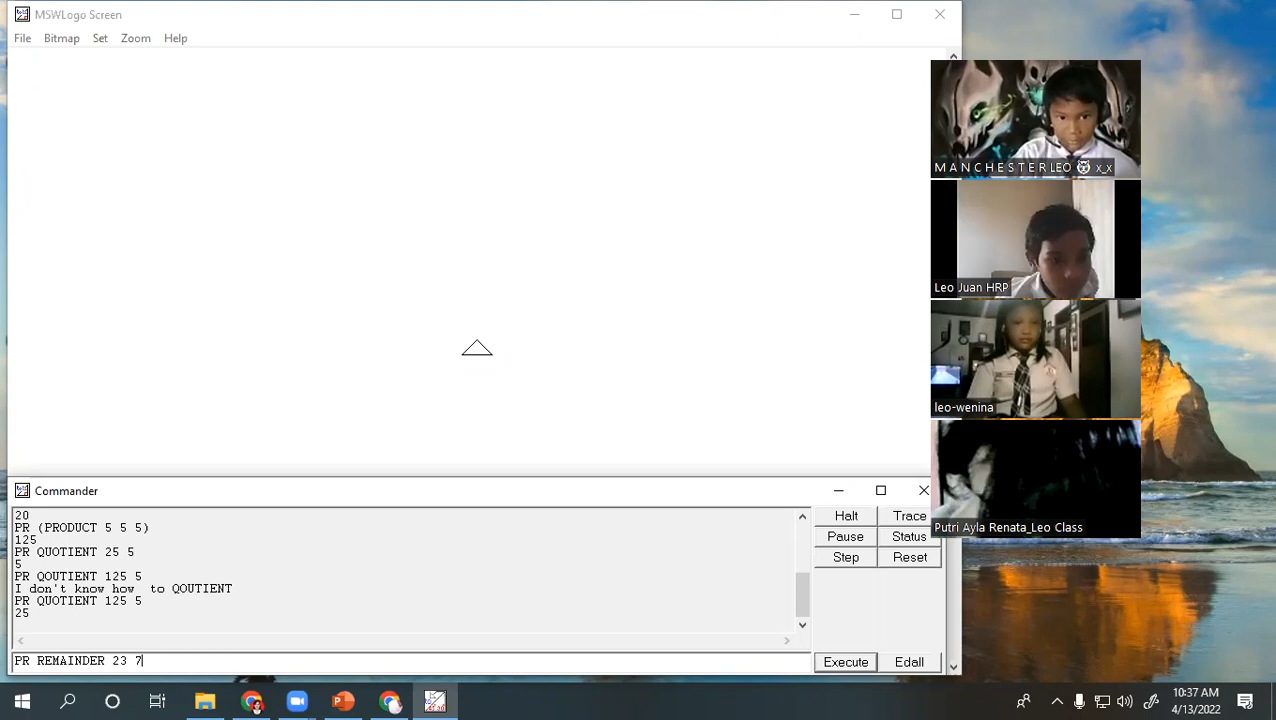 MSWLogo Screen
File Bitmap Set Zoom Help
M A N C H E S T E R LEO x_x
Leo Juan HRP
leo-wenina
Putri Ayla Renata_Leo Class
Commander
20
PR (PRODUCT 5 5 5)
125
PR QUOTIENT 25 5
5
PR QOUTIENT 125 5
I don't know how  to QOUTIENT
PR QUOTIENT 125 5
25
PR REMAINDER 23 7
Halt Trace
Pause Status
Step Reset
Execute Edall
10:37 AM
4/13/2022